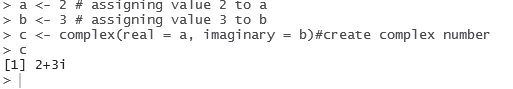 > a <- 2 # assigning value 2 to a
> b <- 3 # assigning value 3 to b
> c <- complex(real = a, imaginary = b)#create complex number
> c
[1] 2+3i
>